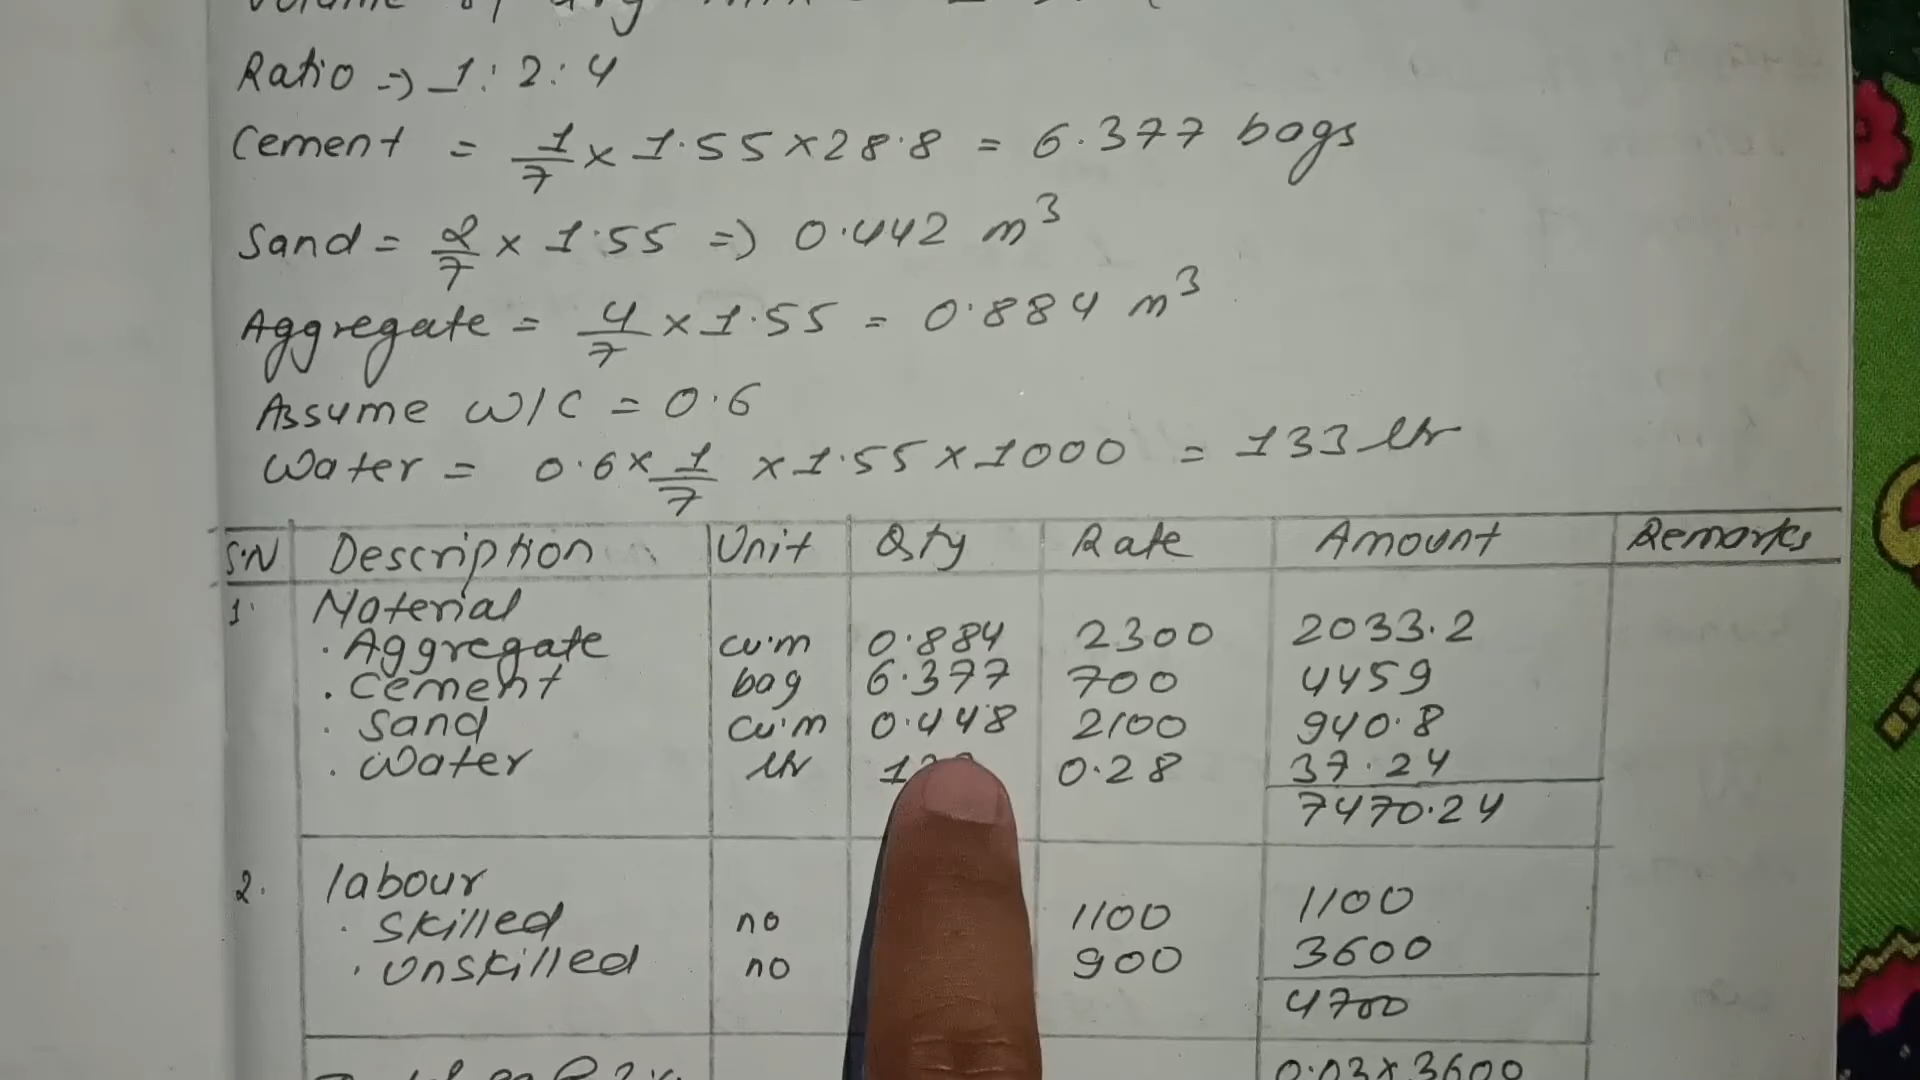 Ratio => 1:2:4
Cement = 1/7 x 1.55 x 28.8 = 6.377 bags
Sand = 2/7 x 1.55 => 0.442 m³
Aggregate = 4/7 x 1.55 = 0.884 m³
Assume W/C = 0.6
Water = 0.6 x 1/7 x 1.55 x 1000 = 133 ltr
S.N Description Unit Qty Rate Amount Remarks
1. Material
. Aggregate cu.m 0.884 2300 2033.2
. Cement bag 6.377 700 4459
. Sand cu.m 0.448 2100 940.8
. Water ltr 0.28 37.24
7470.24
2. labour
. Skilled no 1100 1100
. Unskilled no 900 3600
4700
0.03 x 3600